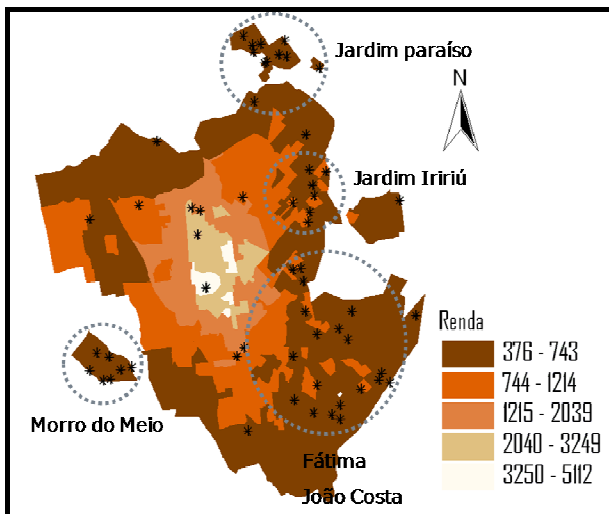 Jardim paraíso
N
Jardim Iririú
Renda
376 - 743
744 - 1214
1215 - 2039
2040 - 3249
3250 - 5112
Morro do Meio
Fátima
João Costa